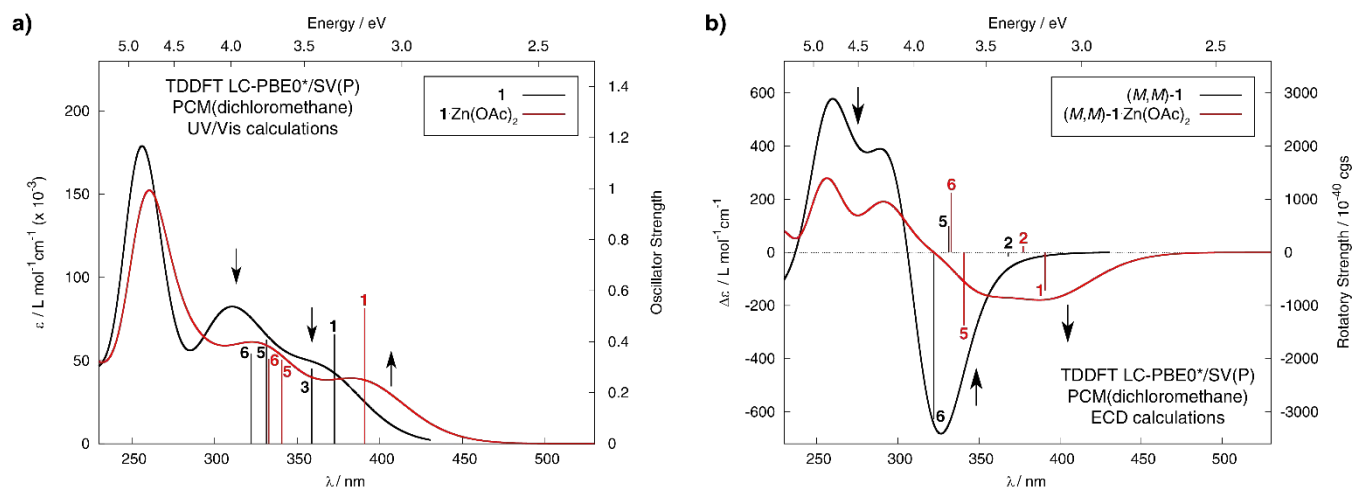 a)
Energy / eV
5.0 4.5 4.0 3.5 3.0 2.5
TDDFT LC-PBE0*/SV(P)
PCM(dichloromethane)
UV/Vis calculations
1
1·Zn(OAc)2
ε / L mol-1cm-1 (x 10-3)
200
150
100
50
0
Oscillator Strength
1.4
1.2
1
0.8
0.6
0.4
0.2
0
1
1
6 5 6 5 3
250 300 350 400 450 500
λ / nm
b)
Energy / eV
5.0 4.5 4.0 3.5 3.0 2.5
(M,M)-1
(M,M)-1·Zn(OAc)2
Δε / L mol-1cm-1
600
400
200
0
-200
-400
-600
Rotatory Strength / 10-40 cgs
3000
2000
1000
0
-1000
-2000
-3000
6
5
2 2
1
5
6
TDDFT LC-PBE0*/SV(P)
PCM(dichloromethane)
ECD calculations
250 300 350 400 450 500
λ / nm